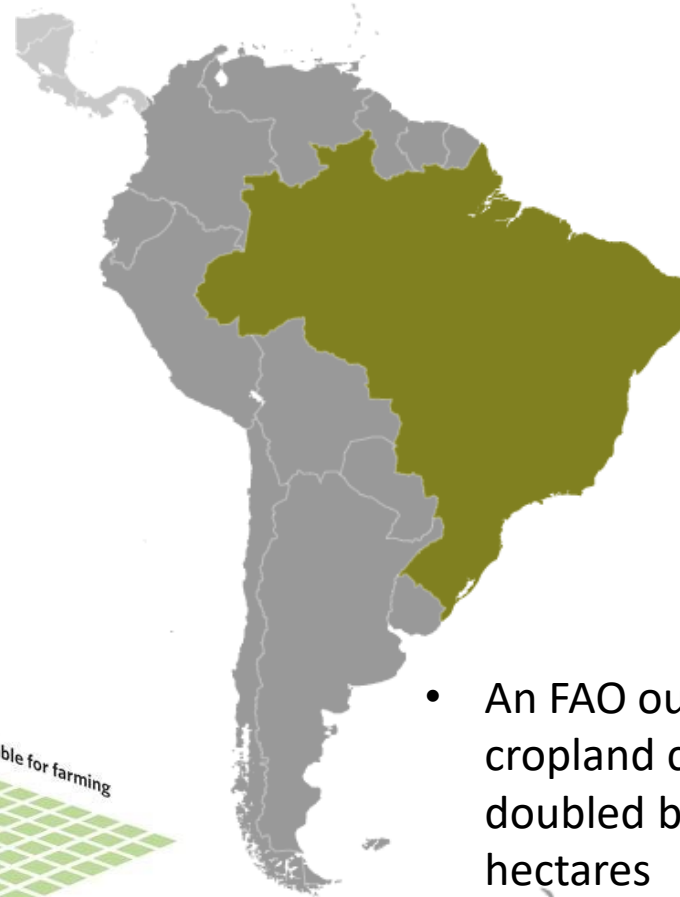 ble for farming
• An FAO ou
cropland o
doubled b
hectares